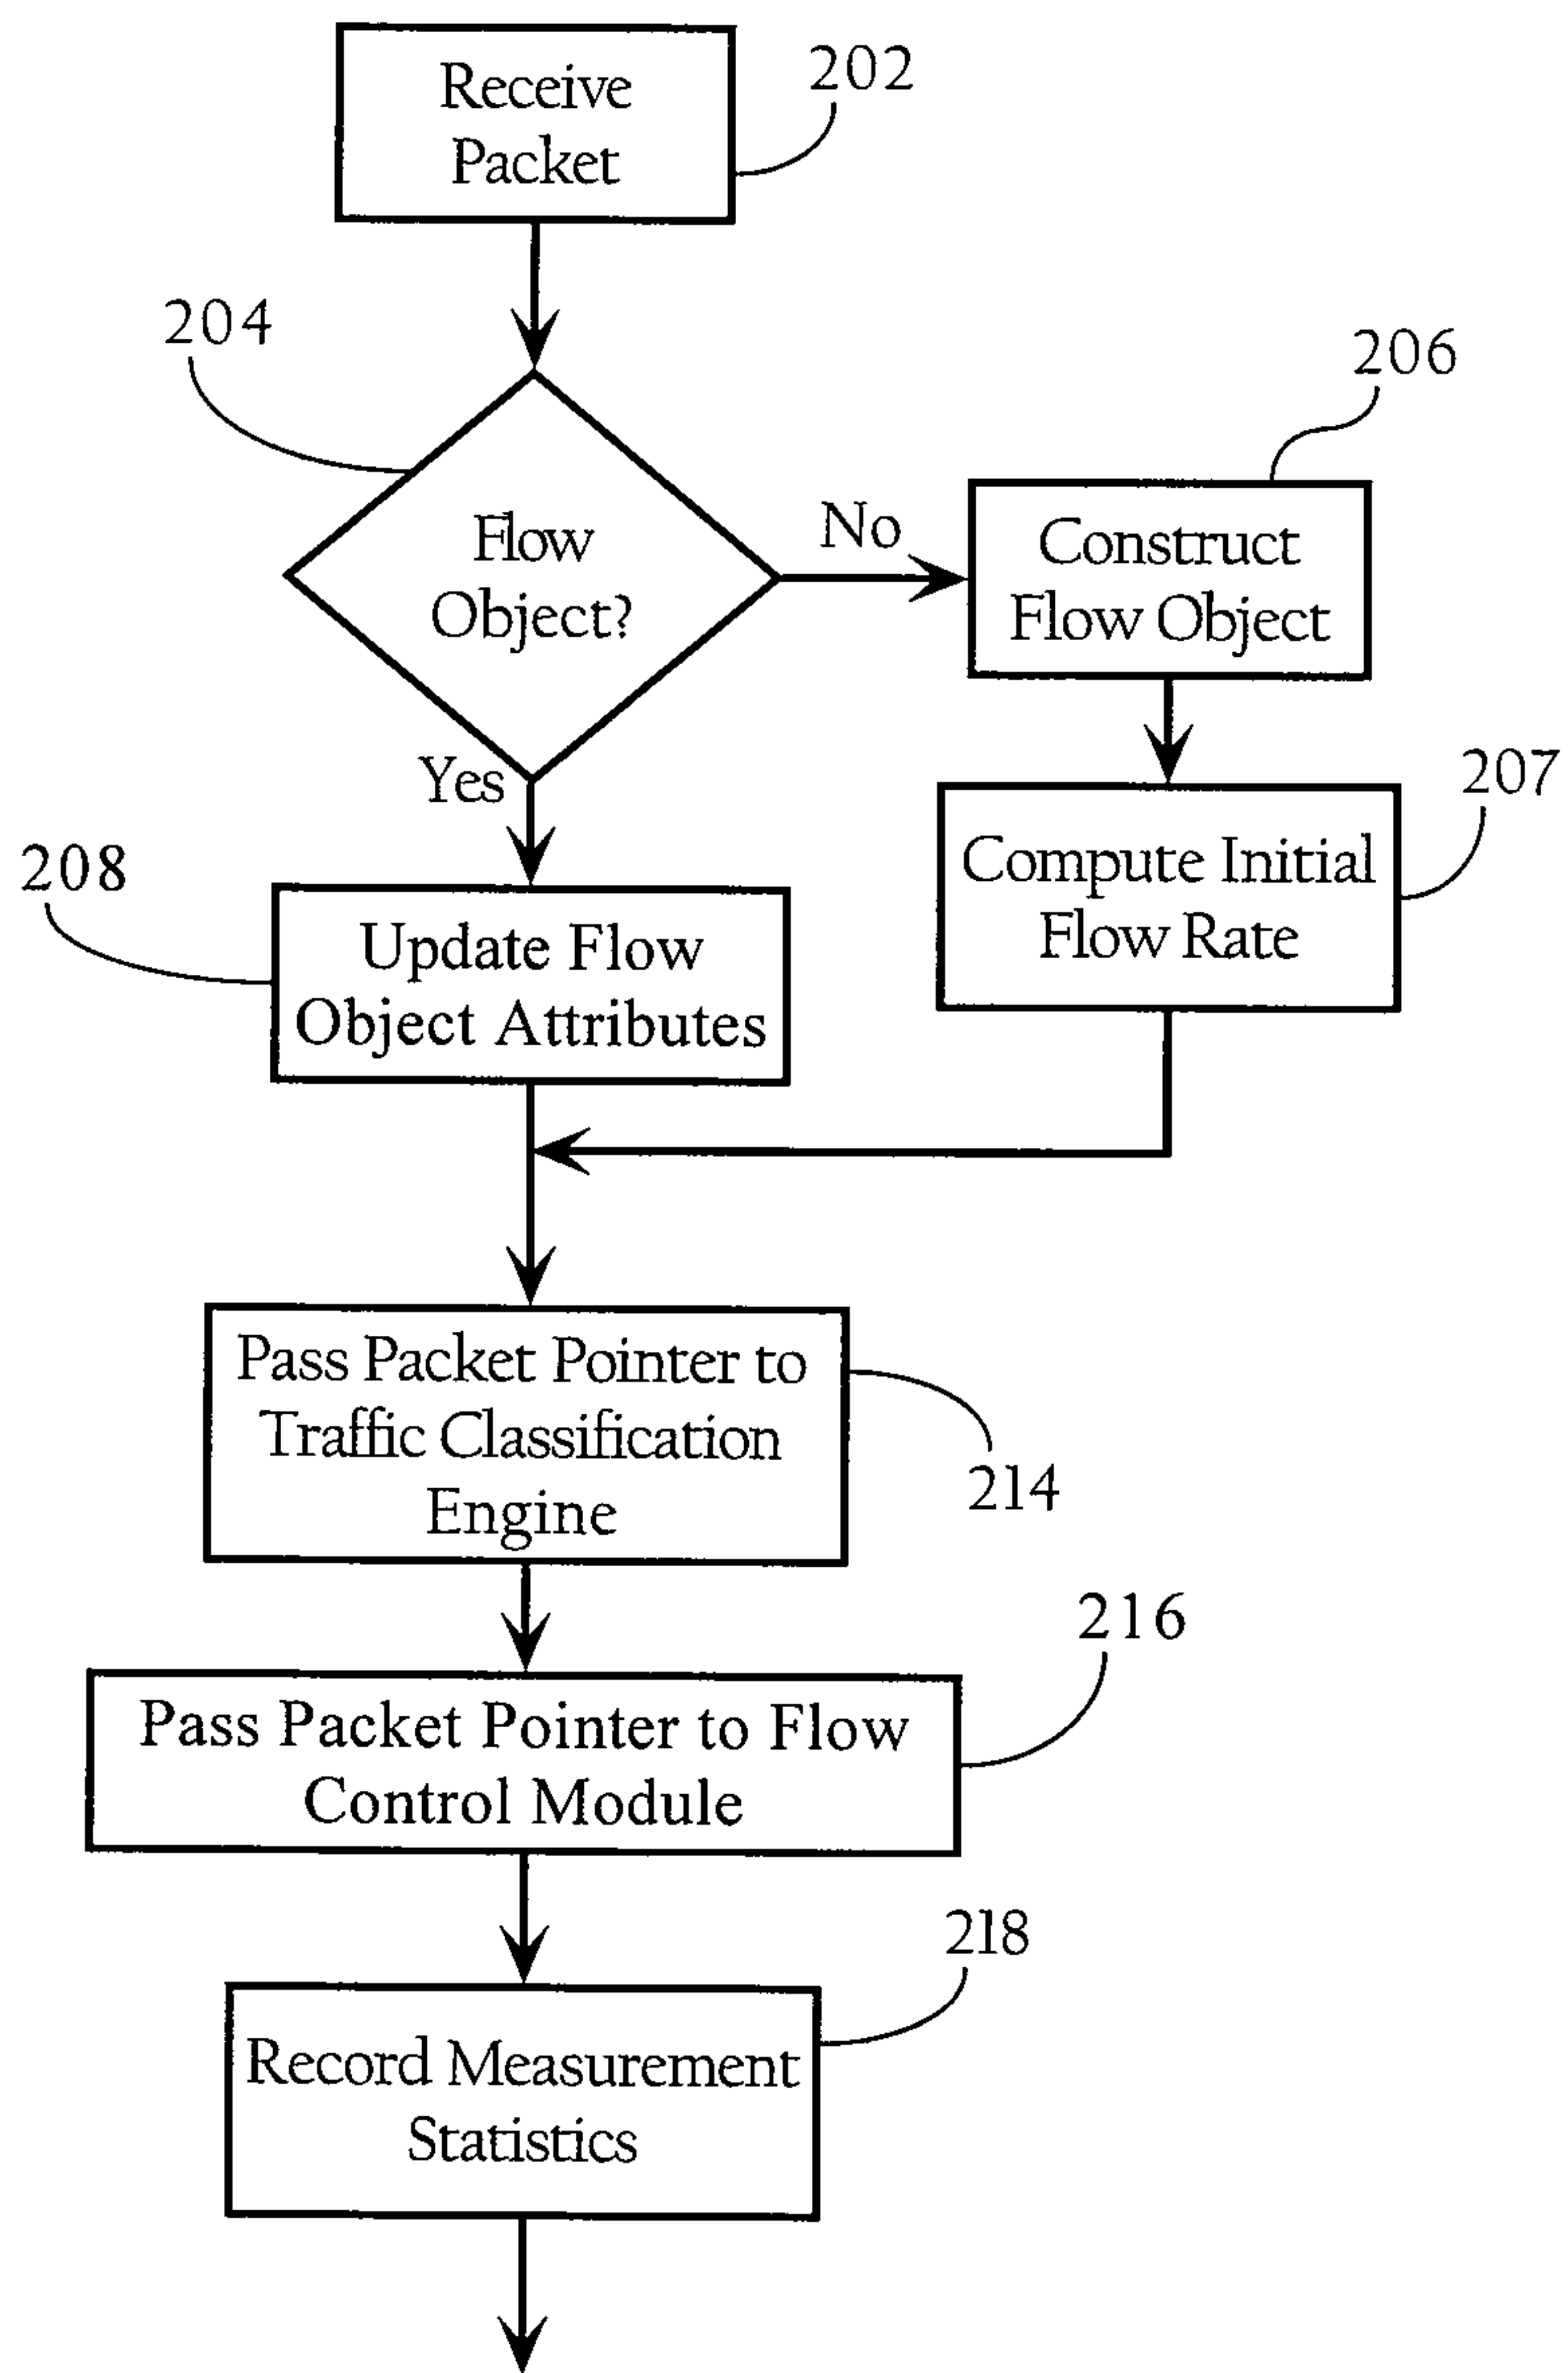 Receive
Packet
202
204
Flow
Object?
No
206
Construct
Flow Object
Yes
207
Compute Initial
Flow Rate
208
Update Flow
Object Attributes
Pass Packet Pointer to
Traffic Classification
Engine
214
216
Pass Packet Pointer to Flow
Control Module
218
Record Measurement
Statistics